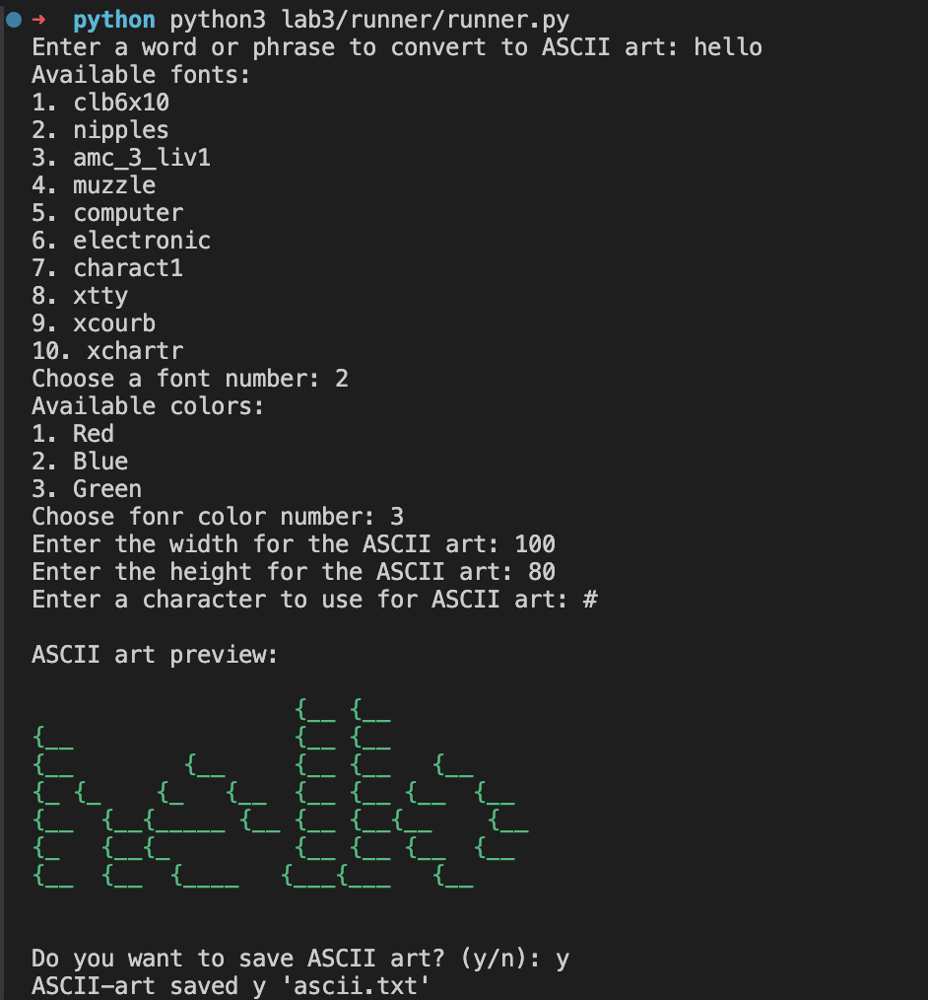 ➜  python python3 lab3/runner/runner.py
Enter a word or phrase to convert to ASCII art: hello
Available fonts:
1. clb6x10
2. nipples
3. amc_3_liv1
4. muzzle
5. computer
6. electronic
7. charact1
8. xtty
9. xcourb
10. xchartr
Choose a font number: 2
Available colors:
1. Red
2. Blue
3. Green
Choose fonr color number: 3
Enter the width for the ASCII art: 100
Enter the height for the ASCII art: 80
Enter a character to use for ASCII art: #

ASCII art preview:

                   {__ {__
{__                {__ {__
{__        {__     {__ {__   {__
{_ {_    {_   {__  {__ {__ {__  {__
{__  {__{_____ {__ {__ {__{__    {__
{_   {__{_         {__ {__ {__  {__
{__  {__  {____   {___{___   {__


Do you want to save ASCII art? (y/n): y
ASCII-art saved y 'ascii.txt'